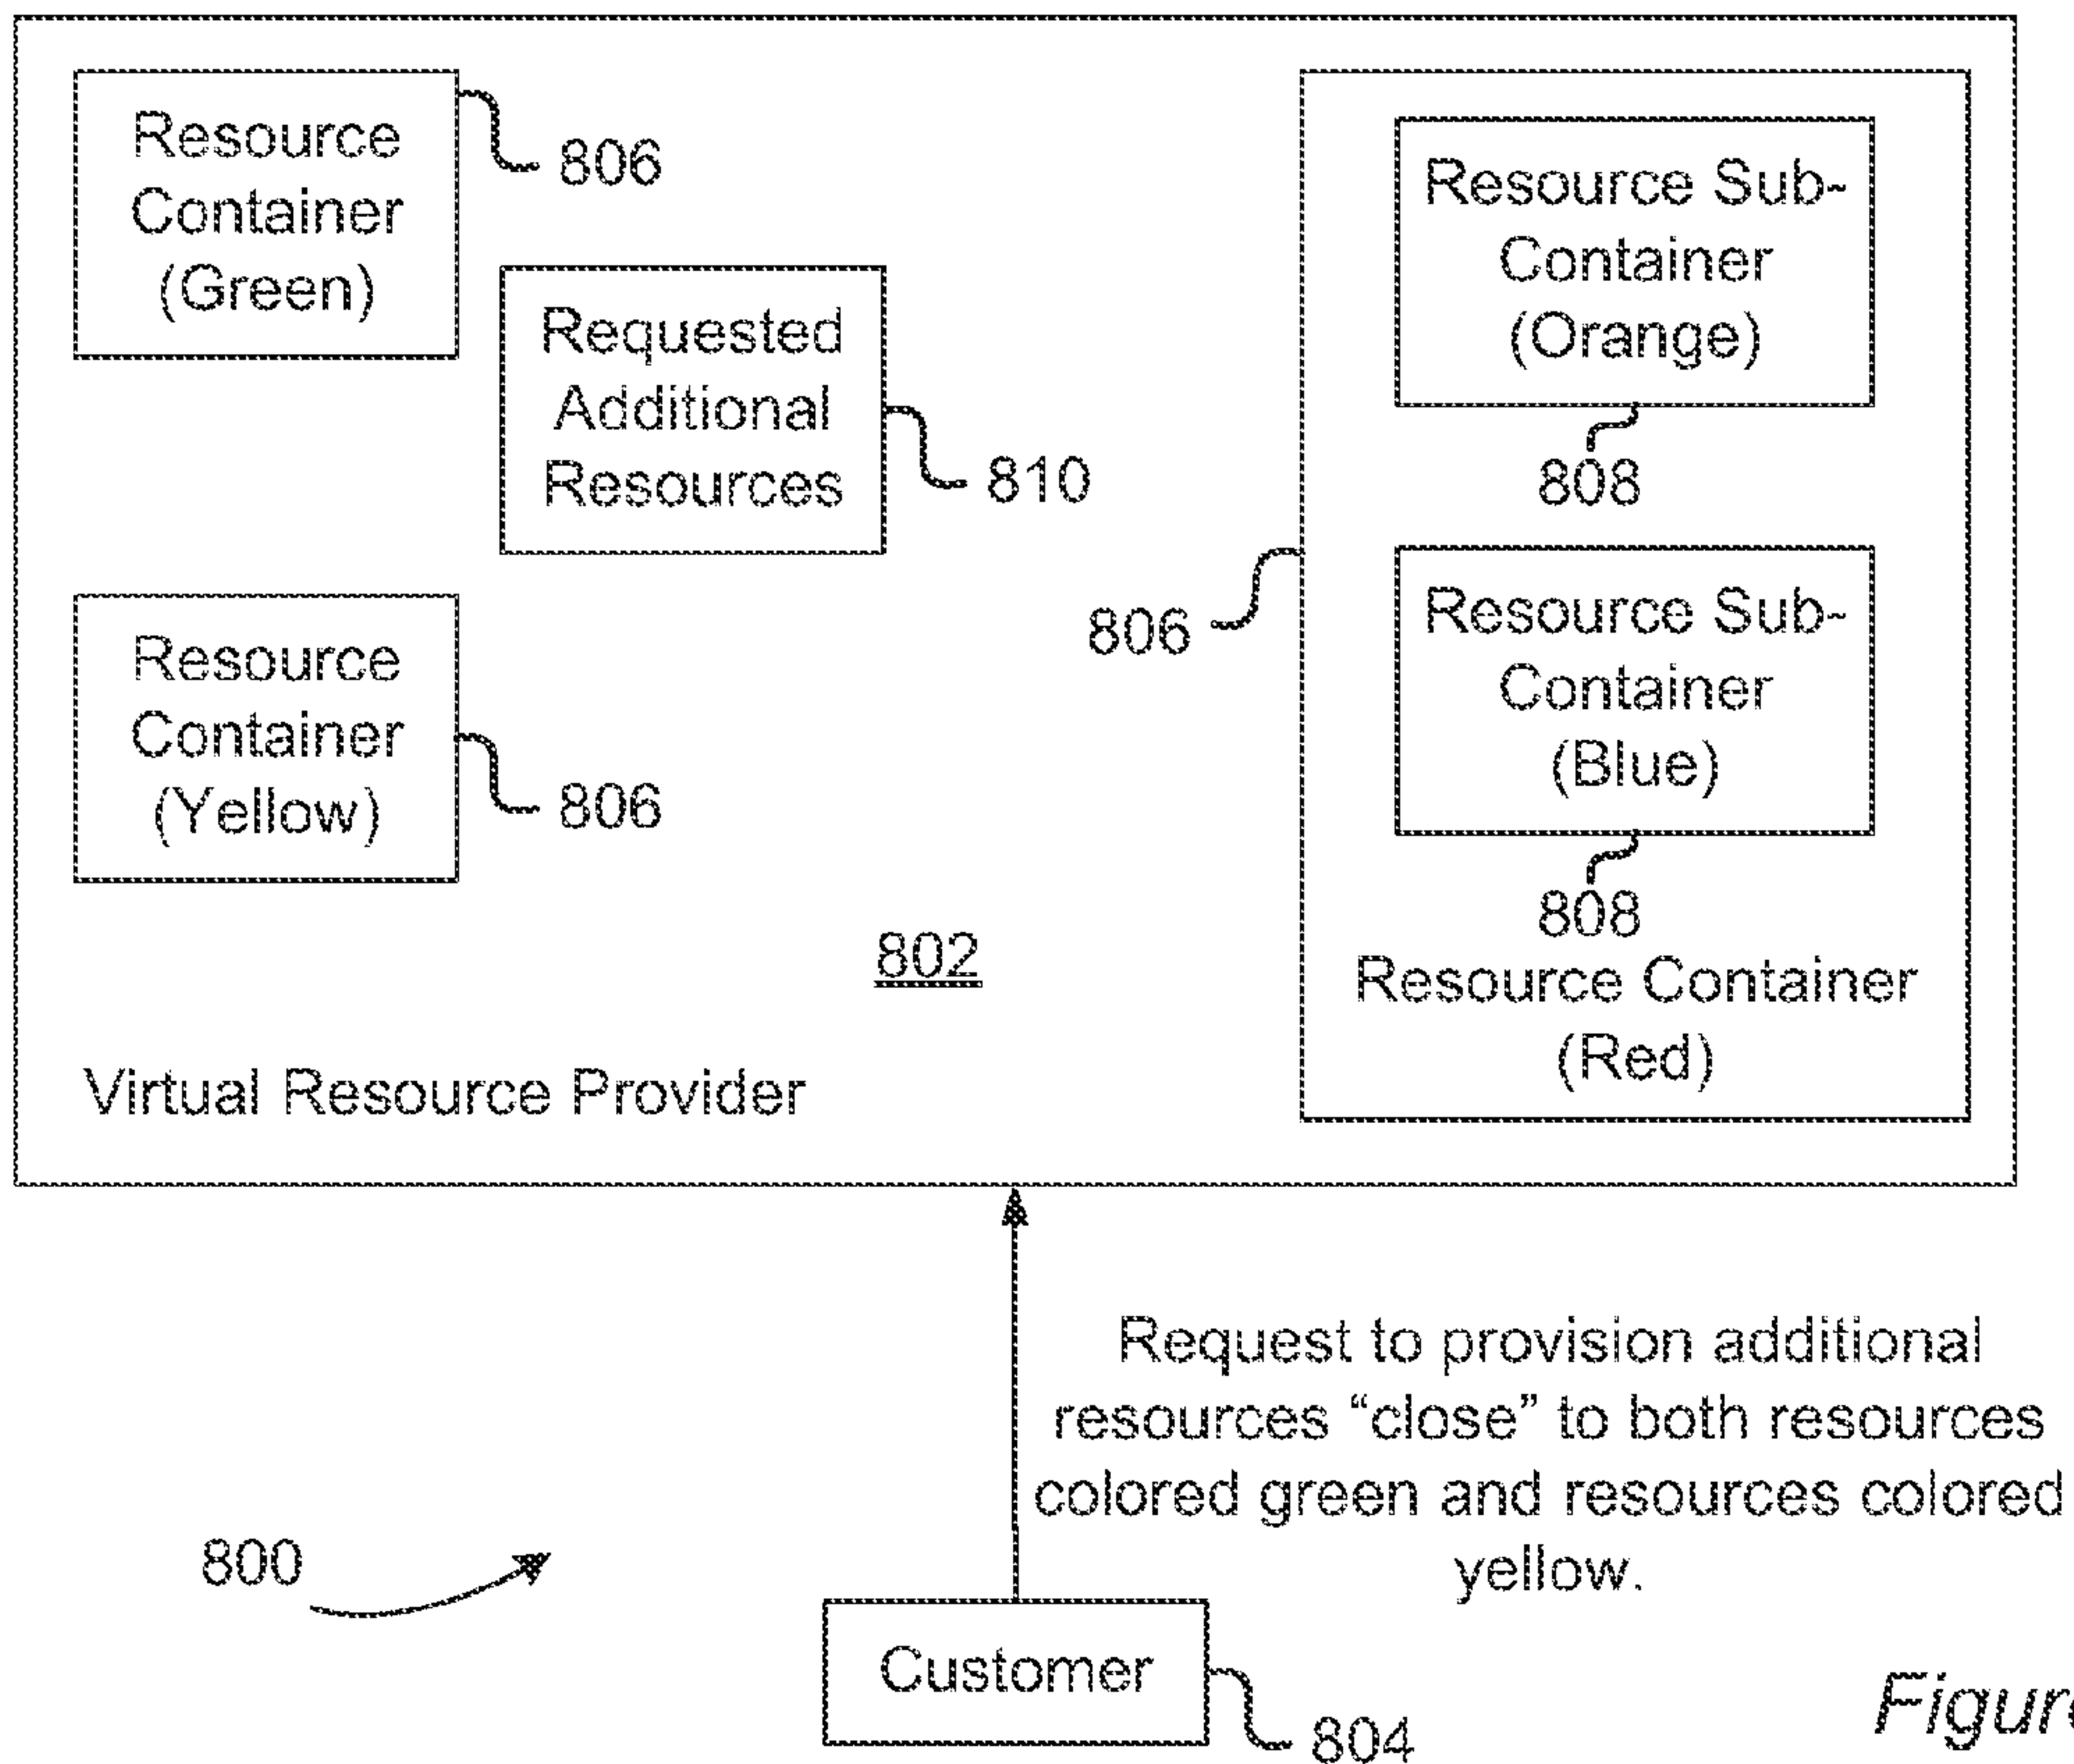 Resource
Container
(Green)
806
Requested
Additional
Resources
810
Resource
Container
(Yellow)
806
Resource Sub-
Container
(Orange)
808
806
Resource Sub-
Container
(Blue)
808
Resource Container
(Red)
802
Virtual Resource Provider
Request to provision additional
resources “close” to both resources
colored green and resources colored
yellow.
800
Customer
804
Figure